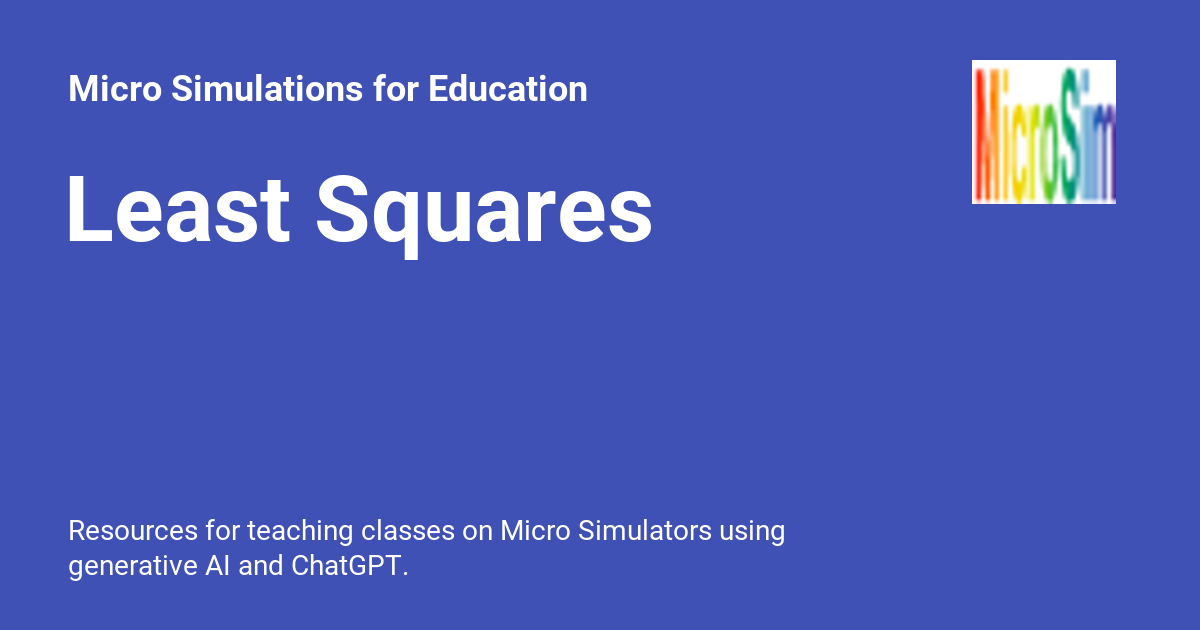 Micro Simulations for Education
MicroSim
Least Squares
Resources for teaching classes on Micro Simulators using
generative AI and ChatGPT.